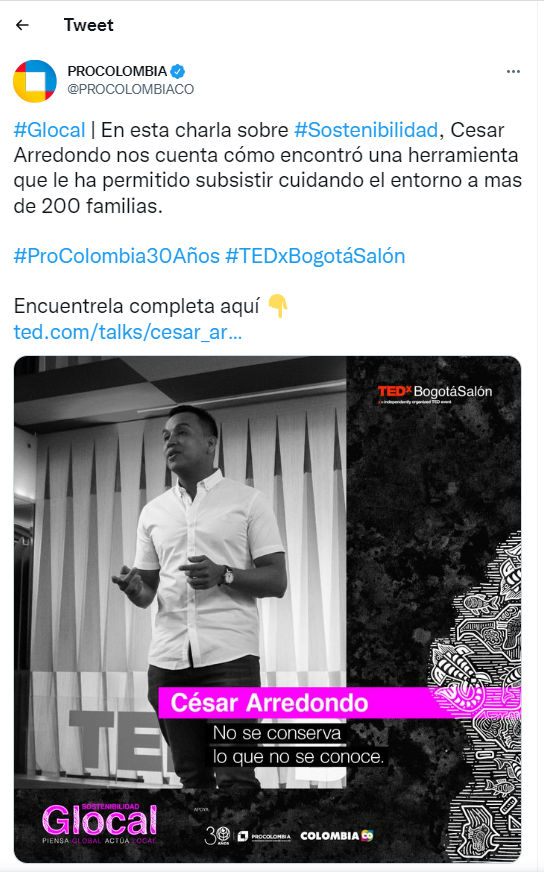 Tweet
PROCOLOMBIA
@PROCOLOMBIACO
#Glocal | En esta charla sobre #Sostenibilidad, Cesar
Arredondo nos cuenta cómo encontró una herramienta
que le ha permitido subsistir cuidando el entorno a mas
de 200 familias.
#ProColombia30Años #TEDxBogotáSalón
Encuentrela completa aquí
ted.com/talks/cesar_ar...
TEDxBogotáSalón
x independently organized TED event
TE
César Arredondo
No se conserva
lo que no se conoce.
SOSTENIBILIDAD
Glocal
PIENSA GLOBAL ACTÚA LOCAL
APOYA
30 AÑOS
PROCOLOMBIA
COLOMBIA CO